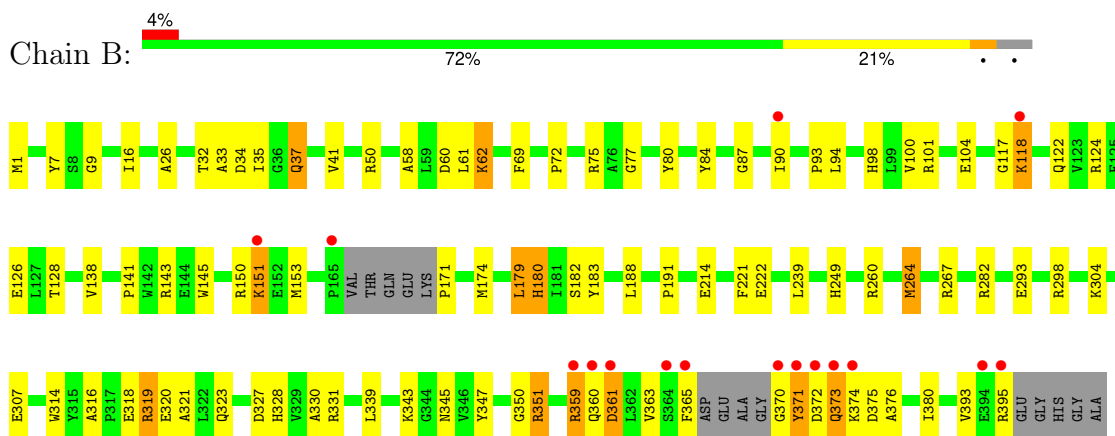 4%
Chain B:
72% 21% • •
M1 Y7 S8 G9 I16 A26 T32 A33 D34 I35 G36 Q37 V41 R50 A58 L59 D60 L61 K62 F69 P72 R75 A76 G77 Y80 Y84 G87 I90 P93 L94 H98 L99 V100 R101 E104 G117 K118 Q122 V123 R124 E125
E126 L127 T128 V138 P141 W142 R143 E144 W145 R150 K151 E152 M153 P165 VAL THR GLN GLU LYS P171 M174 L179 H180 I181 S182 Y183 L188 P191 E214 F221 E222 L239 H249 R260 M264 R267 R282 E293 R298 K304
E307 W314 Y315 A316 P317 E318 R319 E320 A321 L322 Q323 D327 H328 V329 A330 R331 L339 K343 G344 N345 V346 Y347 G350 R351 R359 Q360 D361 L362 V363 S364 F365 ASP GLU ALA GLY G370 Y371 D372 Q373 K374 D375 A376 I380 V393 E394 R395 GLU GLY HIS GLY ALA